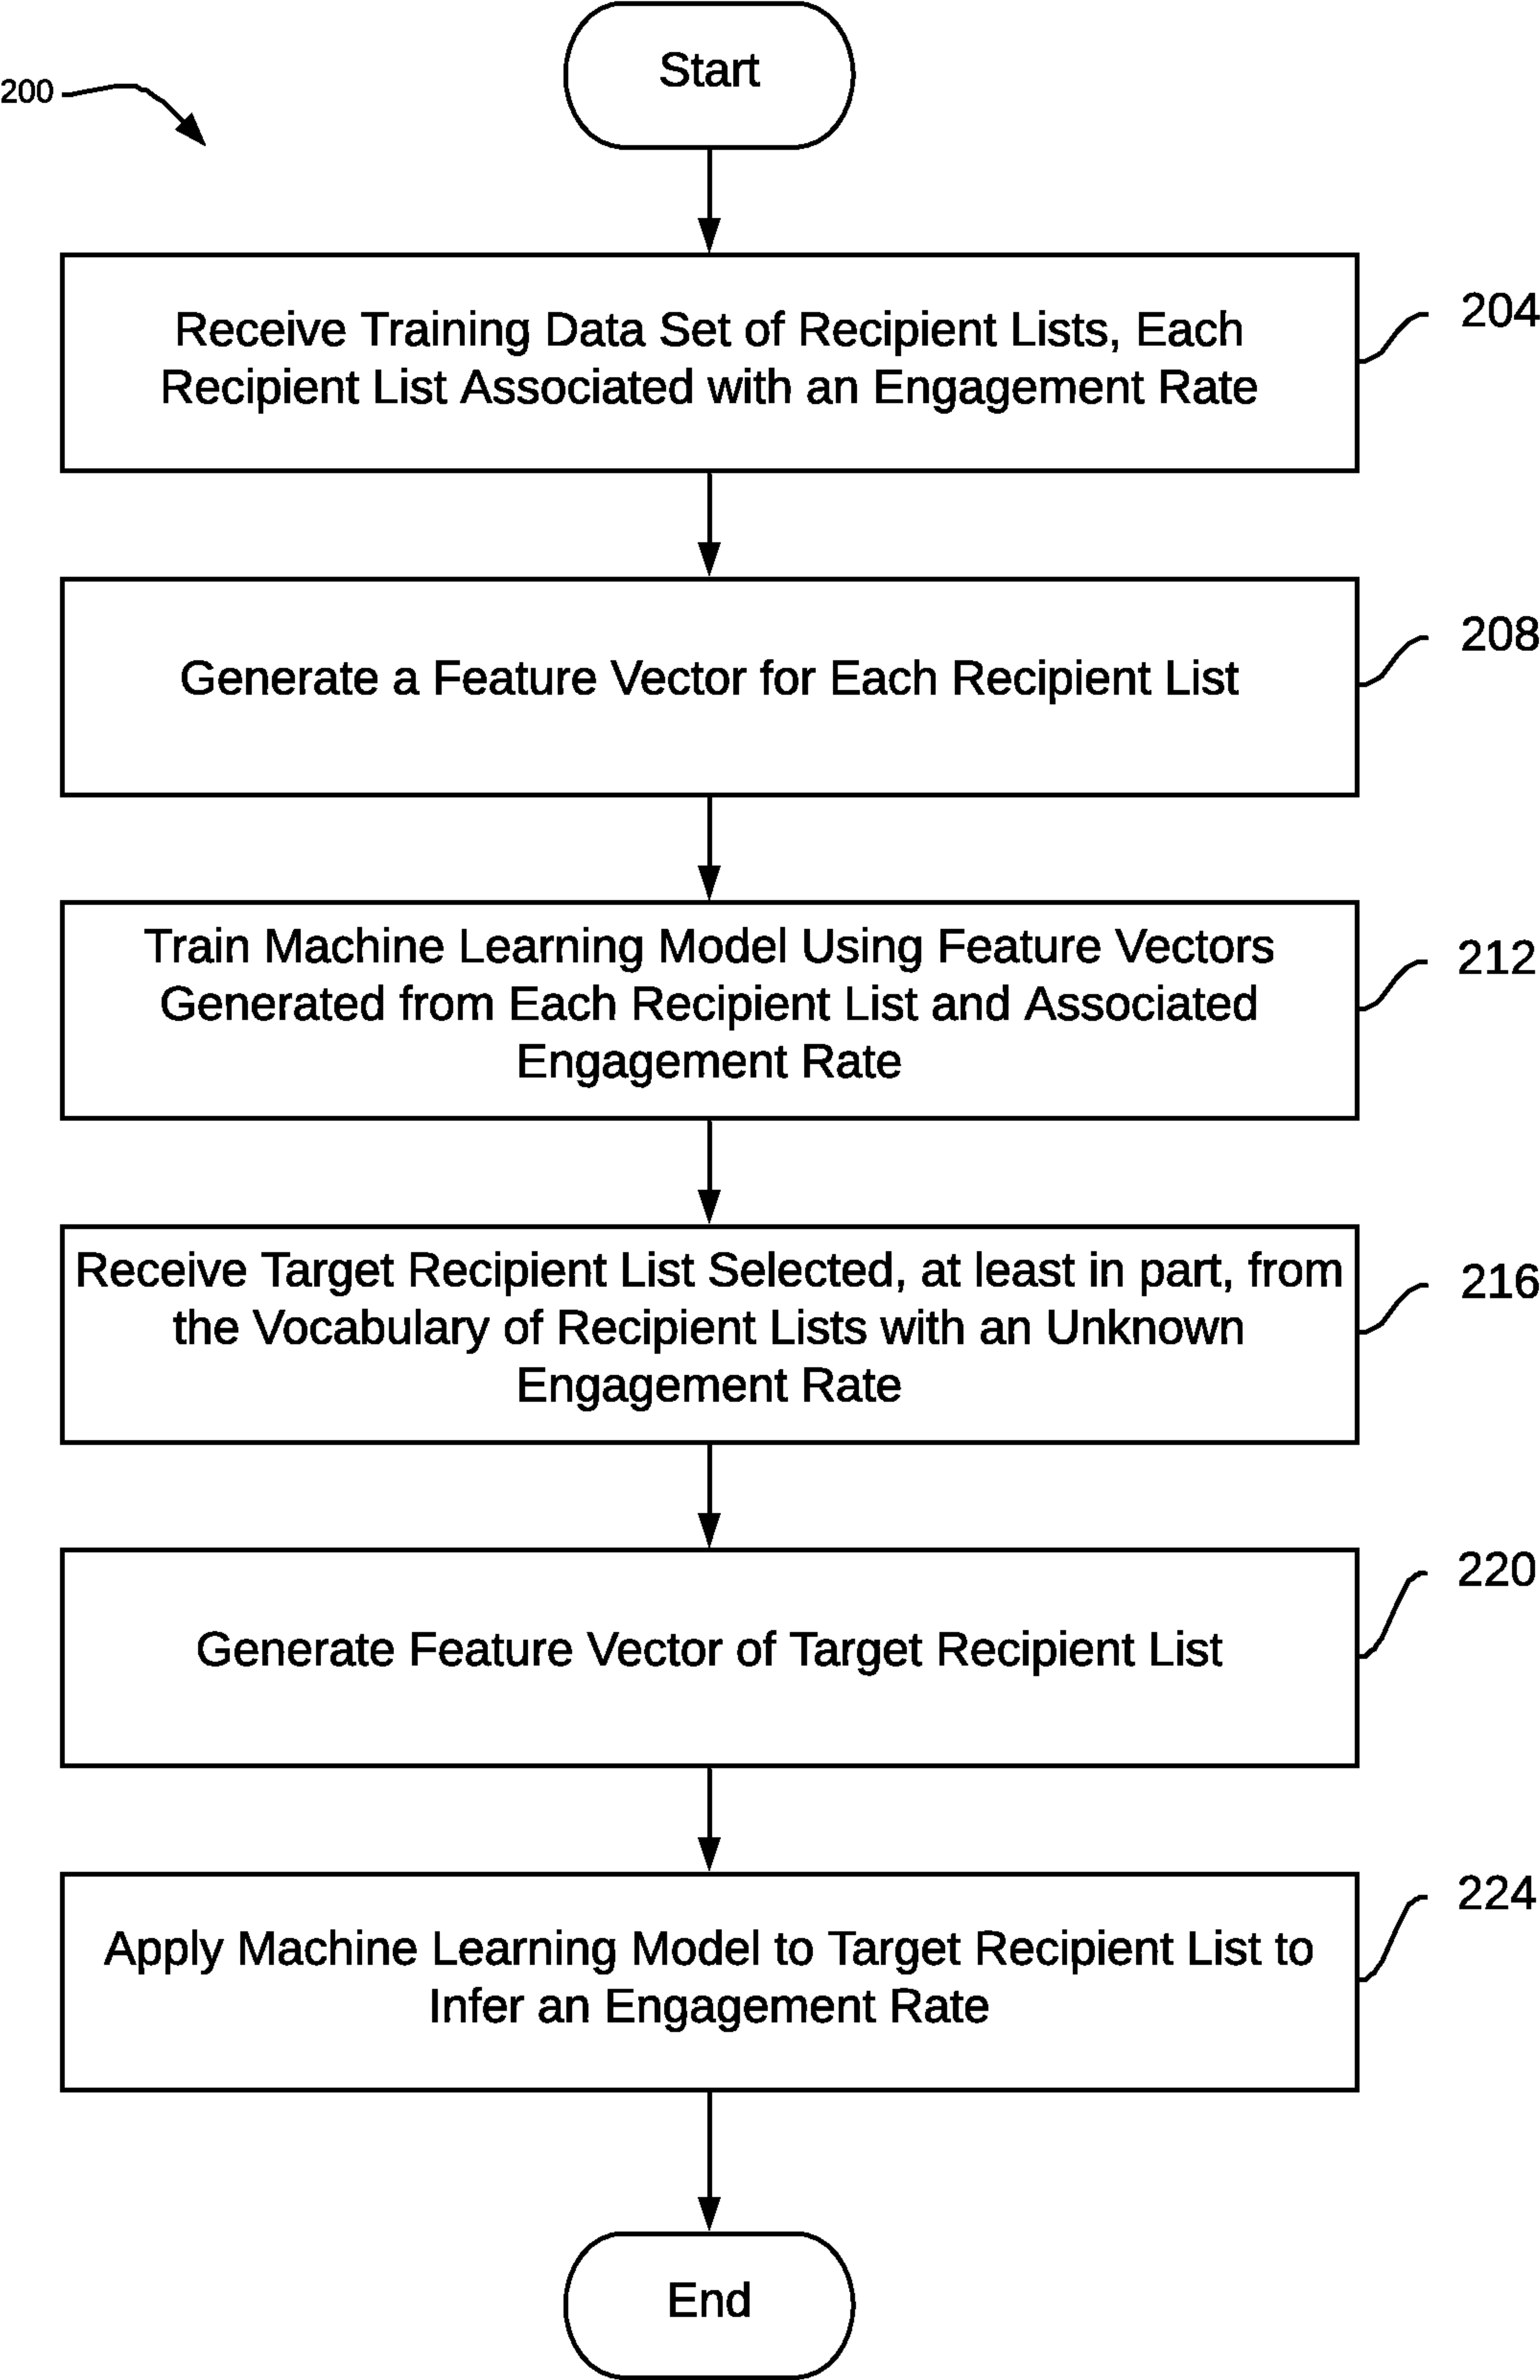 Start
200
Receive Training Data Set of Recipient Lists, Each
Recipient List Associated with an Engagement Rate
204
Generate a Feature Vector for Each Recipient List
208
Train Machine Learning Model Using Feature Vectors
Generated from Each Recipient List and Associated
Engagement Rate
212
Receive Target Recipient List Selected, at least in part, from
the Vocabulary of Recipient Lists with an Unknown
Engagement Rate
216
Generate Feature Vector of Target Recipient List
220
Apply Machine Learning Model to Target Recipient List to
Infer an Engagement Rate
224
End